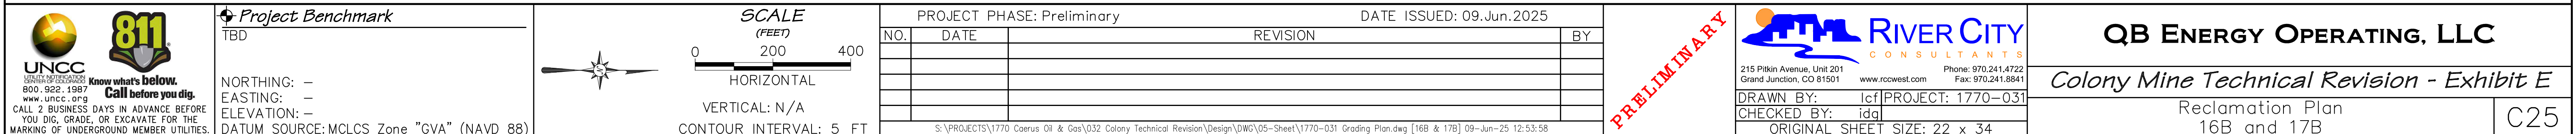 UNCC
UTILITY NOTIFICATION
CENTER OF COLORADO
800.922.1987
www.uncc.org
811
Know what's below.
Call before you dig.
CALL 2 BUSINESS DAYS IN ADVANCE BEFORE
YOU DIG, GRADE, OR EXCAVATE FOR THE
MARKING OF UNDERGROUND MEMBER UTILITIES.
Project Benchmark
TBD
NORTHING: –
EASTING: –
ELEVATION: –
DATUM SOURCE: MCLCS Zone "GVA" (NAVD 88)
N
SCALE
(FEET)
0 200 400
HORIZONTAL
VERTICAL: N/A
CONTOUR INTERVAL: 5 FT
PROJECT PHASE: Preliminary DATE ISSUED: 09.Jun.2025
NO. DATE REVISION BY
S:\PROJECTS\1770 Caerus Oil & Gas\032 Colony Technical Revision\Design\DWG\05-Sheet\1770-031 Grading Plan.dwg [16B & 17B] 09-Jun-25 12:53:58
PRELIMINARY
RIVER CITY
CONSULTANTS
215 Pitkin Avenue, Unit 201 Phone: 970.241.4722
Grand Junction, CO 81501 www.rccwest.com Fax: 970.241.8841
DRAWN BY: lcf PROJECT: 1770-031
CHECKED BY: idq
ORIGINAL SHEET SIZE: 22 x 34
QB ENERGY OPERATING, LLC
Colony Mine Technical Revision - Exhibit E
Reclamation Plan
16B and 17B
C25